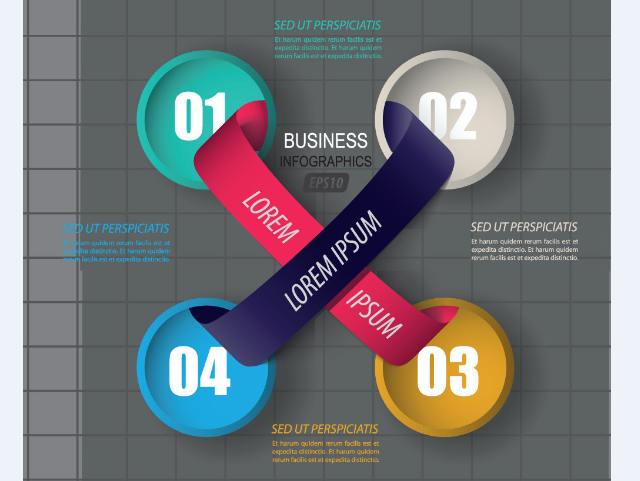 SED UT PERSPICIATIS
Et harum quidem rerum facilis est et
expedita distinctio. Et harum quidem
rerum facilis est et expedita distinctio.
01
02
BUSINESS
INFOGRAPHICS
EPS10
LOREM
LOREM IPSUM
IPSUM
SED UT PERSPICIATIS
Et harum quidem rerum facilis est et
expedita distinctio. Et harum quidem
rerum facilis est et expedita distinctio.
SED UT PERSPICIATIS
Et harum quidem rerum facilis est et
expedita distinctio. Et harum quidem
rerum facilis est et expedita distinctio.
04
03
SED UT PERSPICIATIS
Et harum quidem rerum facilis est et
expedita distinctio. Et harum quidem
rerum facilis est et expedita distinctio.